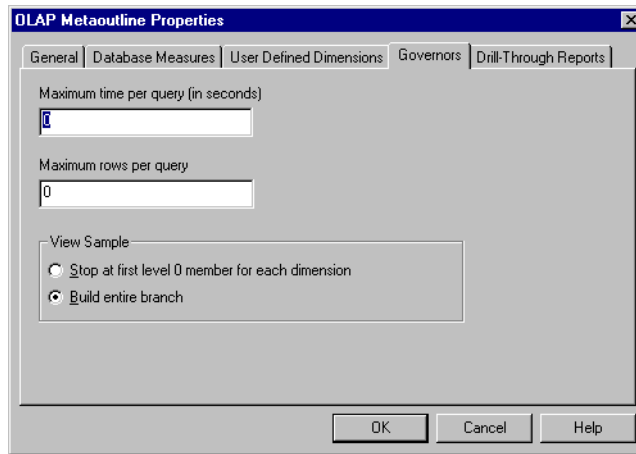 OLAP Metaoutline Properties
General Database Measures User Defined Dimensions Governors Drill-Through Reports
Maximum time per query (in seconds)
0
Maximum rows per query
0
View Sample
Stop at first level 0 member for each dimension
Build entire branch
OK Cancel Help